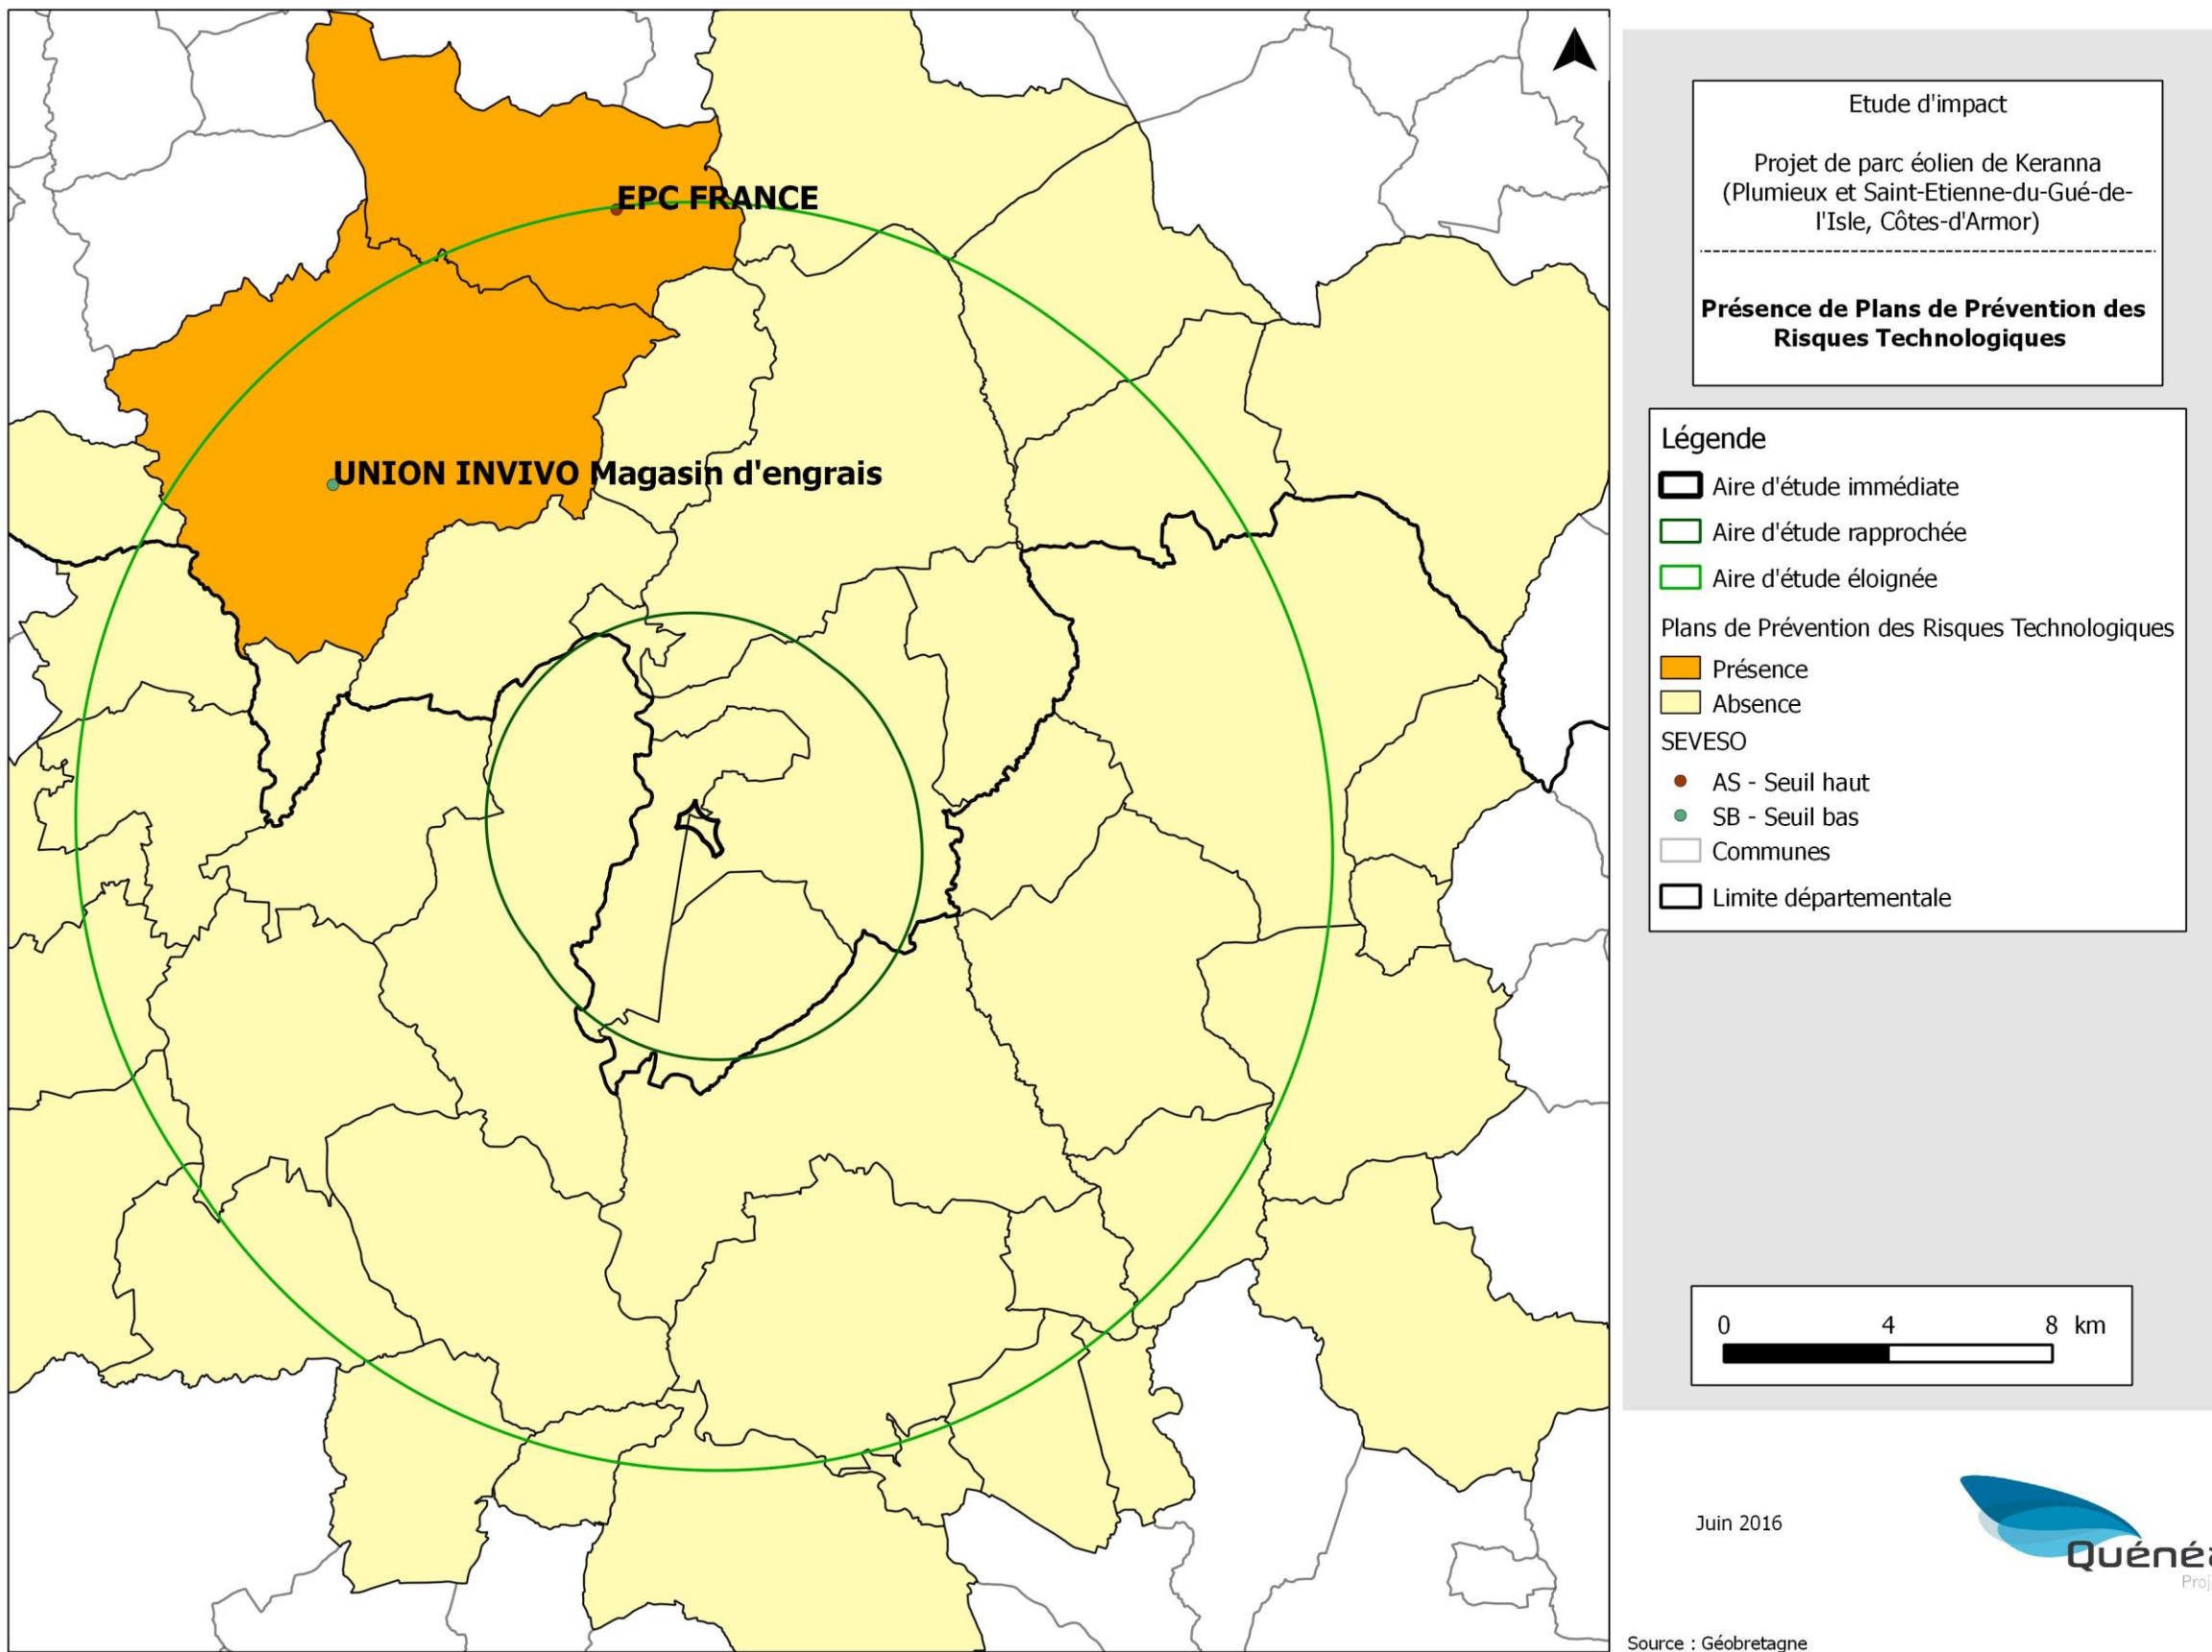 EPC FRANCE
UNION INVIVO Magasin d'engrais
Etude d'impact
Projet de parc éolien de Keranna
(Plumieux et Saint-Etienne-du-Gué-de-
l'Isle, Côtes-d'Armor)
Présence de Plans de Prévention des
Risques Technologiques
Légende
Aire d'étude immédiate
Aire d'étude rapprochée
Aire d'étude éloignée
Plans de Prévention des Risques Technologiques
Présence
Absence
SEVESO
AS - Seuil haut
SB - Seuil bas
Communes
Limite départementale
0 4 8 km
Juin 2016
Quénéa
Proj
Source : Géobretagne